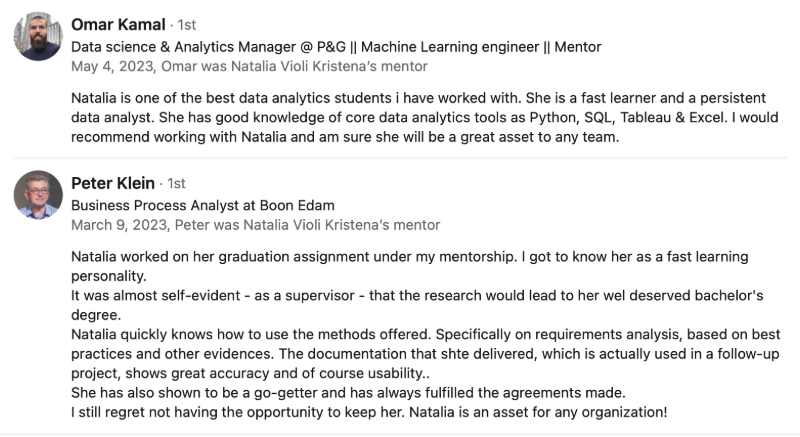 Omar Kamal · 1st
Data science & Analytics Manager @ P&G || Machine Learning engineer || Mentor
May 4, 2023, Omar was Natalia Violi Kristena's mentor
Natalia is one of the best data analytics students i have worked with. She is a fast learner and a persistent
data analyst. She has good knowledge of core data analytics tools as Python, SQL, Tableau & Excel. I would
recommend working with Natalia and am sure she will be a great asset to any team.
Peter Klein · 1st
Business Process Analyst at Boon Edam
March 9, 2023, Peter was Natalia Violi Kristena's mentor
Natalia worked on her graduation assignment under my mentorship. I got to know her as a fast learning
personality.
It was almost self-evident - as a supervisor - that the research would lead to her wel deserved bachelor's
degree.
Natalia quickly knows how to use the methods offered. Specifically on requirements analysis, based on best
practices and other evidences. The documentation that shte delivered, which is actually used in a follow-up
project, shows great accuracy and of course usability..
She has also shown to be a go-getter and has always fulfilled the agreements made.
I still regret not having the opportunity to keep her. Natalia is an asset for any organization!